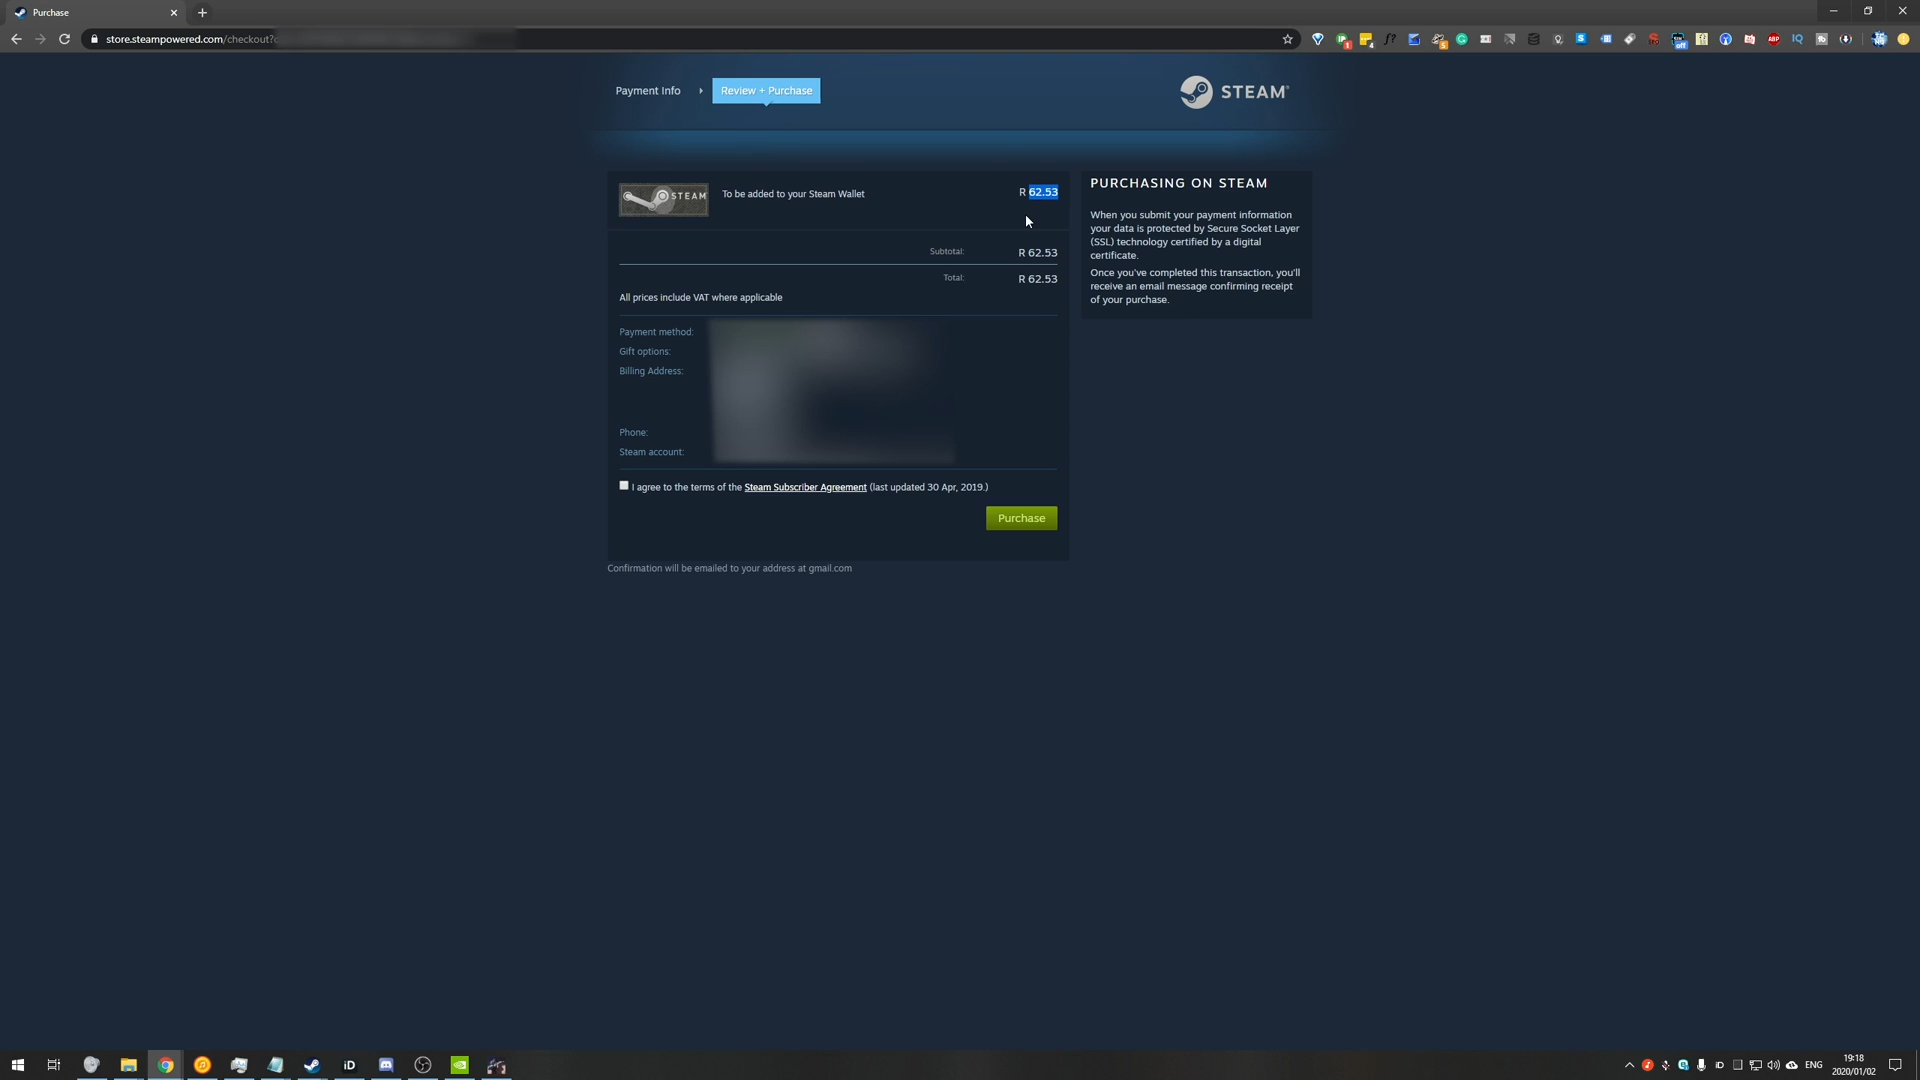 Purchase
store.steampowered.com/checkout?
Payment Info
Review + Purchase
STEAM®
STEAM
To be added to your Steam Wallet
R 62.53
Subtotal:
R 62.53
Total:
R 62.53
All prices include VAT where applicable
Payment method:
Gift options:
Billing Address:
Phone:
Steam account:
I agree to the terms of the Steam Subscriber Agreement (last updated 30 Apr, 2019.)
Purchase
Confirmation will be emailed to your address at gmail.com
PURCHASING ON STEAM
When you submit your payment information
your data is protected by Secure Socket Layer
(SSL) technology certified by a digital
certificate.
Once you've completed this transaction, you'll
receive an email message confirming receipt
of your purchase.
iD
ENG
19:18
2020/01/02